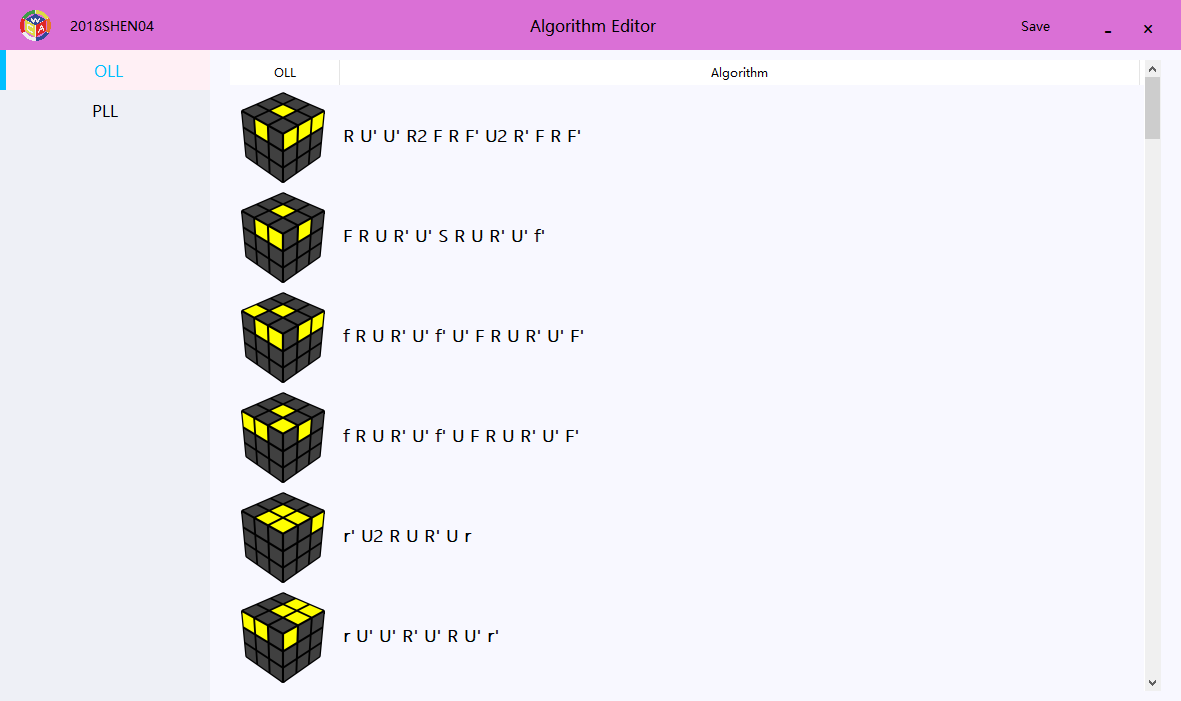 2018SHEN04 Algorithm Editor Save
OLL
PLL
OLL Algorithm
R U' U' R2 F R F' U2 R' F R F'
F R U R' U' S R U R' U' f'
f R U R' U' f' U' F R U R' U' F'
f R U R' U' f' U F R U R' U' F'
r' U2 R U R' U r
r U' U' R' U' R U' r'